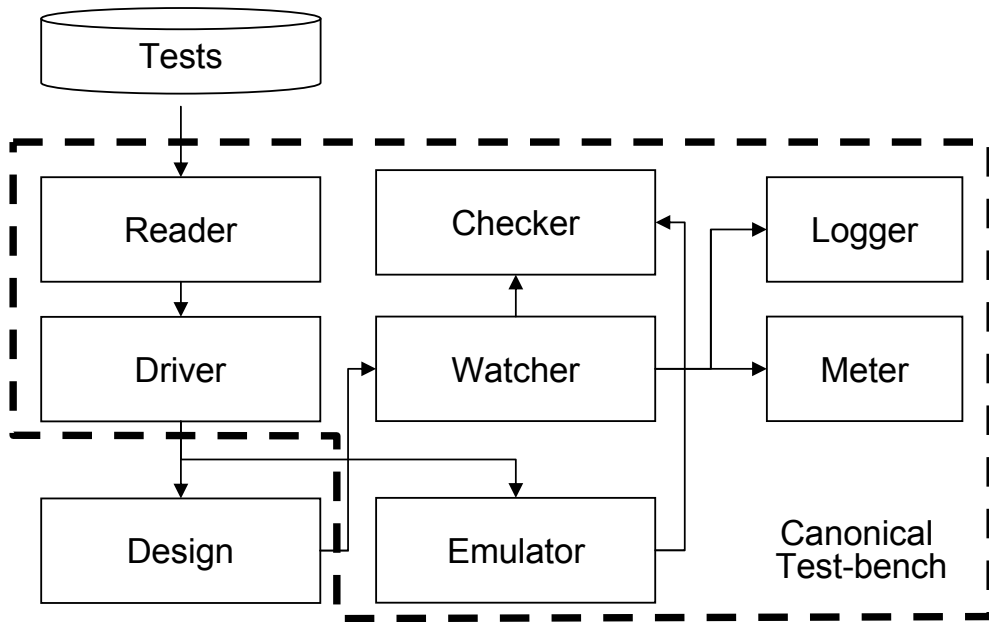 Tests
Reader
Checker
Logger
Driver
Watcher
Meter
Design
Emulator
Canonical
Test-bench